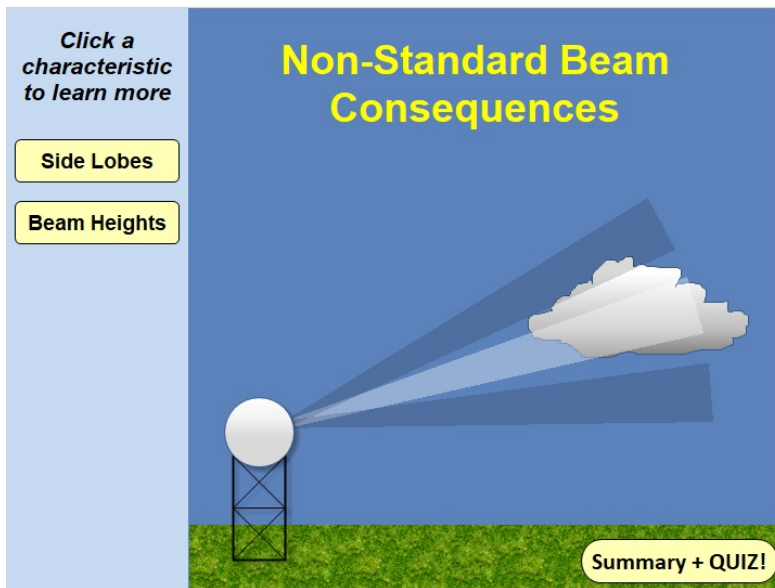 Click a
characteristic
to learn more
Side Lobes
Beam Heights
Non-Standard Beam
Consequences
Summary + QUIZ!